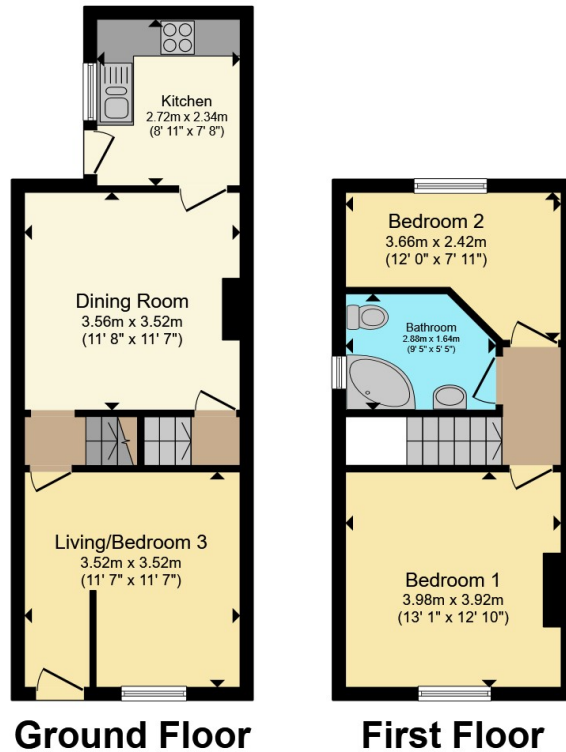 Kitchen
2.72m x 2.34m
(8' 11" x 7' 8")
Dining Room
3.56m x 3.52m
(11' 8" x 11' 7")
Living/Bedroom 3
3.52m x 3.52m
(11' 7" x 11' 7")
Ground Floor
Bedroom 2
3.66m x 2.42m
(12' 0" x 7' 11")
Bathroom
2.88m x 1.64m
(9' 5" x 5' 5")
Bedroom 1
3.98m x 3.92m
(13' 1" x 12' 10")
First Floor